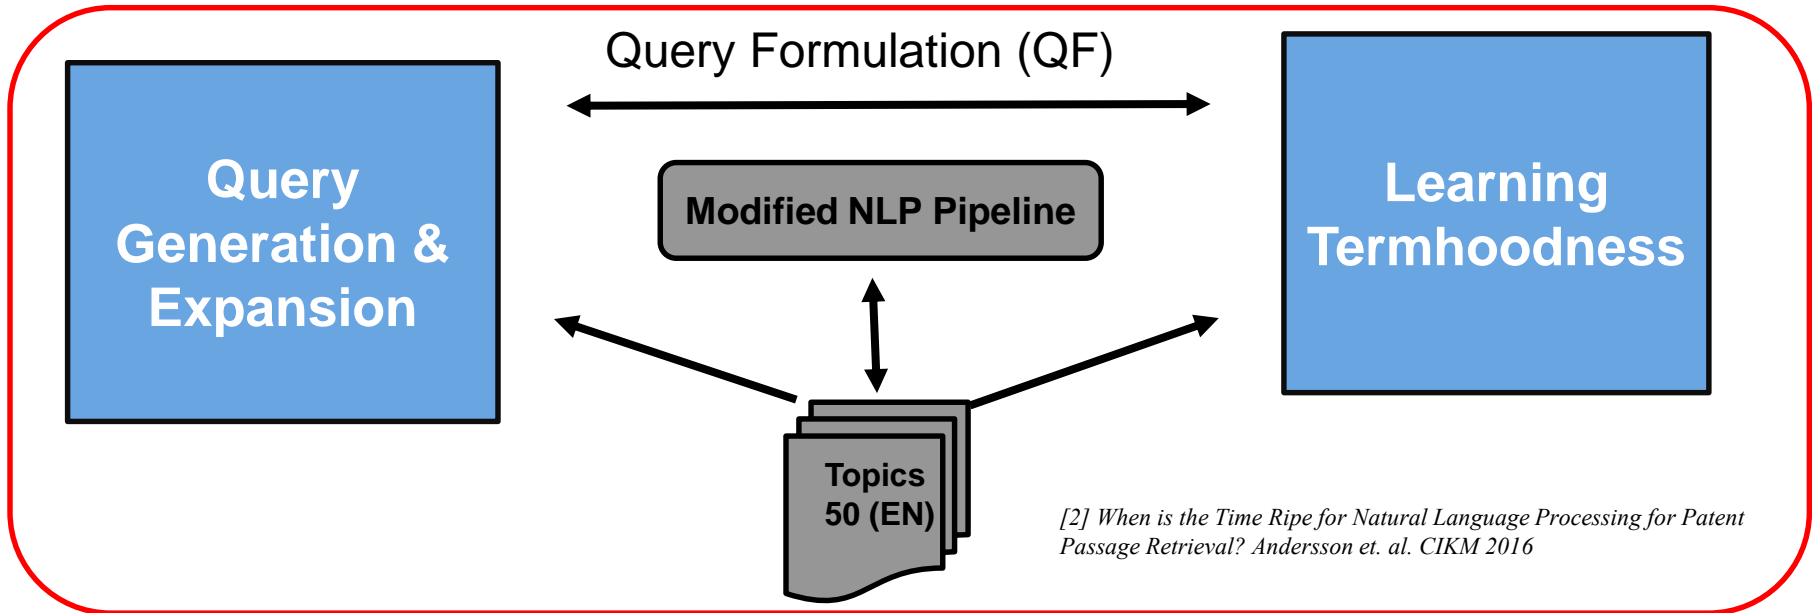 Query Formulation (QF)
Query
Generation &
Expansion
Modified NLP Pipeline
Learning
Termhoodness
Topics
50 (EN)
[2] When is the Time Ripe for Natural Language Processing for Patent
Passage Retrieval? Andersson et. al. CIKM 2016